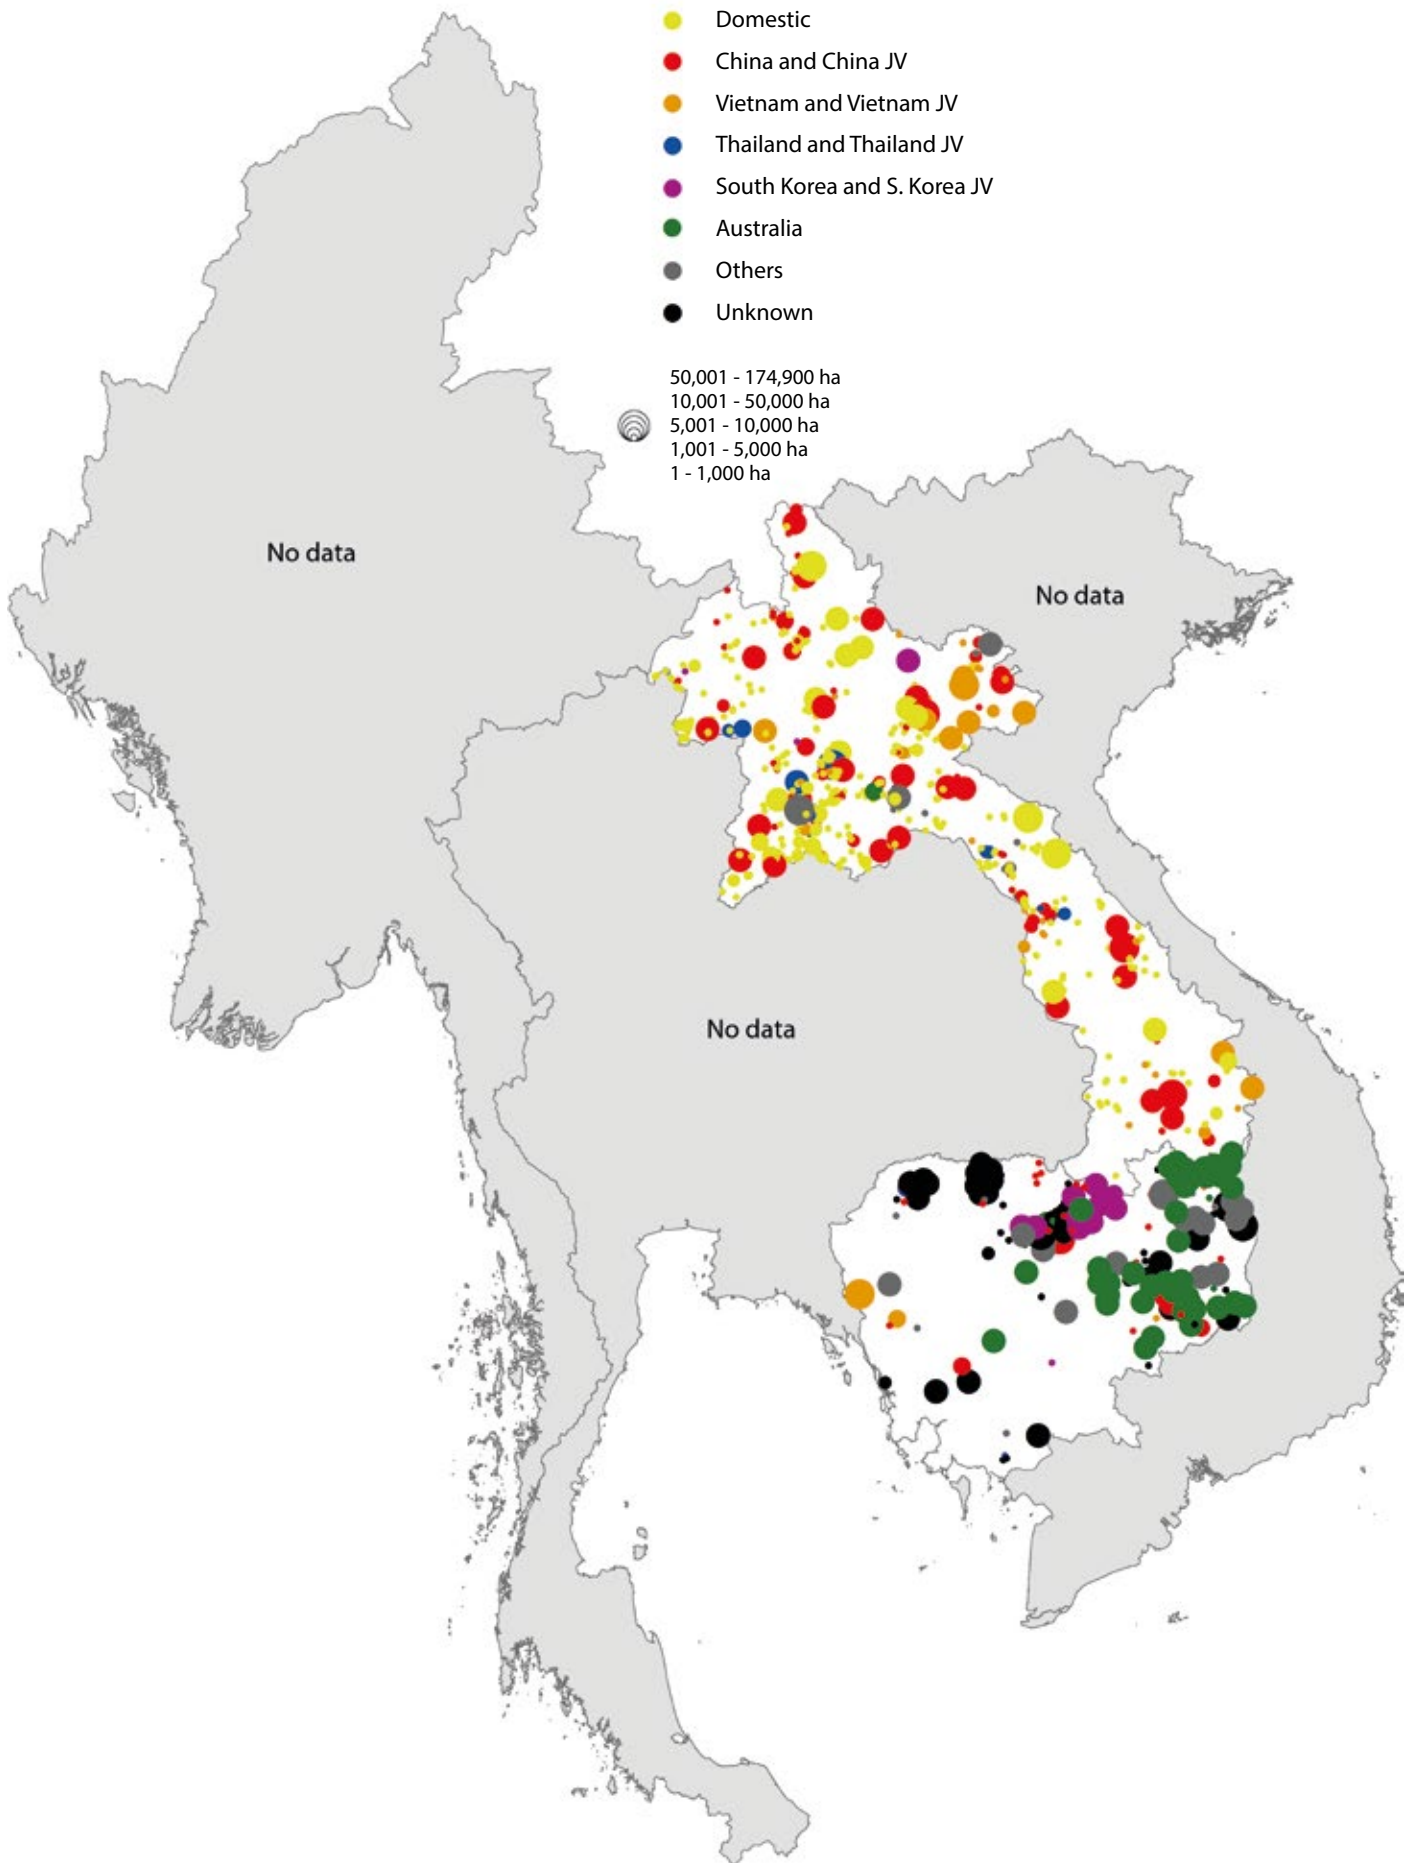 Domestic
China and China JV
Vietnam and Vietnam JV
Thailand and Thailand JV
South Korea and S. Korea JV
Australia
Others
Unknown
50,001 - 174,900 ha
10,001 - 50,000 ha
5,001 - 10,000 ha
1,001 - 5,000 ha
1 - 1,000 ha
No data
No data
No data